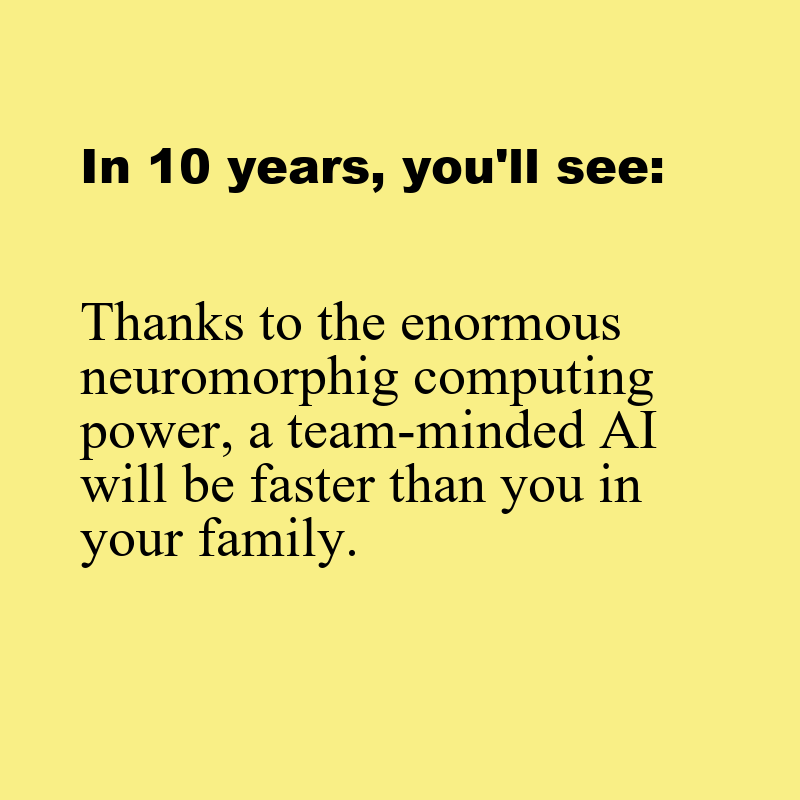 In 10 years, you'll see:
Thanks to the enormous
neuromorphig computing
power, a team-minded AI
will be faster than you in
your family.